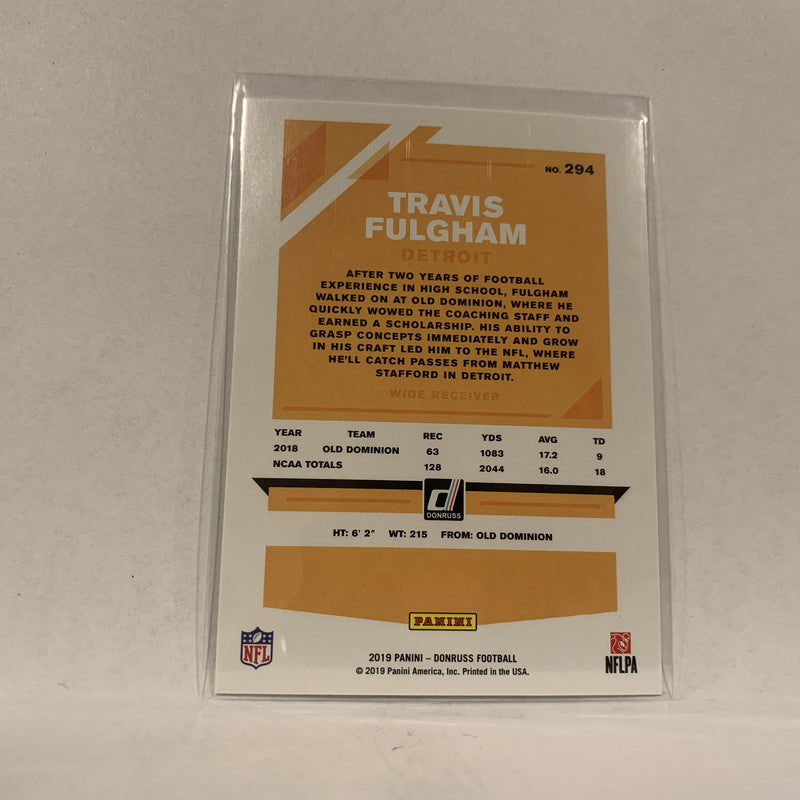 NO. 294
TRAVIS
FULGHAM
DETROIT
AFTER TWO YEARS OF FOOTBALL
EXPERIENCE IN HIGH SCHOOL, FULGHAM
WALKED ON AT OLD DOMINION, WHERE HE
QUICKLY WOWED THE COACHING STAFF AND
EARNED A SCHOLARSHIP. HIS ABILITY TO
GRASP CONCEPTS IMMEDIATELY AND GROW
IN HIS CRAFT LED HIM TO THE NFL, WHERE
HE'LL CATCH PASSES FROM MATTHEW
STAFFORD IN DETROIT.
WIDE RECEIVER
YEAR TEAM REC YDS AVG TD
2018 OLD DOMINION 63 1083 17.2 9
NCAA TOTALS 128 2044 16.0 18
d
DONRUSS
HT: 6' 2" WT: 215 FROM: OLD DOMINION
PANINI
NFL
2019 PANINI – DONRUSS FOOTBALL
© 2019 Panini America, Inc. Printed in the USA.
NFLPA